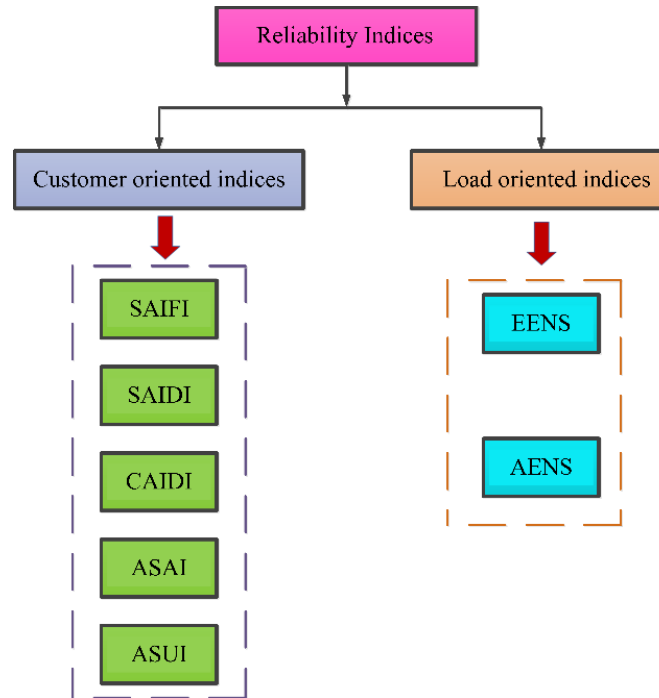 Reliability Indices
Customer oriented indices
Load oriented indices
SAIFI
SAIDI
CAIDI
ASAI
ASUI
EENS
AENS